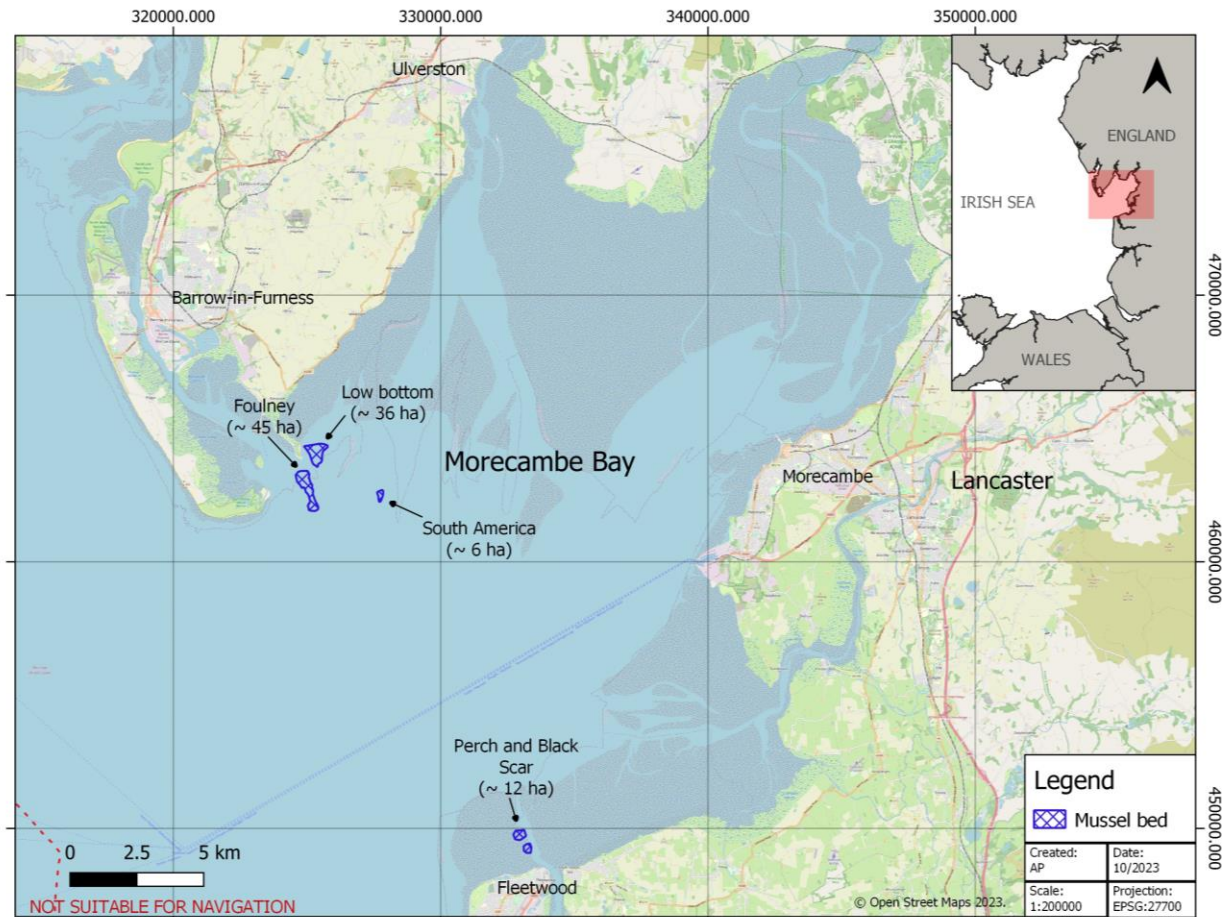 320000.000
330000.000
340000.000
350000.000
Ulverston
ENGLAND
IRISH SEA
WALES
470000.000
Barrow-in-Furness
Low bottom
(~ 36 ha)
Foulney
(~ 45 ha)
Morecambe Bay
Morecambe
Lancaster
South America
(~ 6 ha)
460000.000
Perch and Black
Scar
(~ 12 ha)
450000.000
Legend
Mussel bed
0 2.5 5 km
Fleetwood
Created:
AP
Date:
10/2023
Scale:
1:200000
Projection:
EPSG:27700
NOT SUITABLE FOR NAVIGATION
© Open Street Maps 2023.